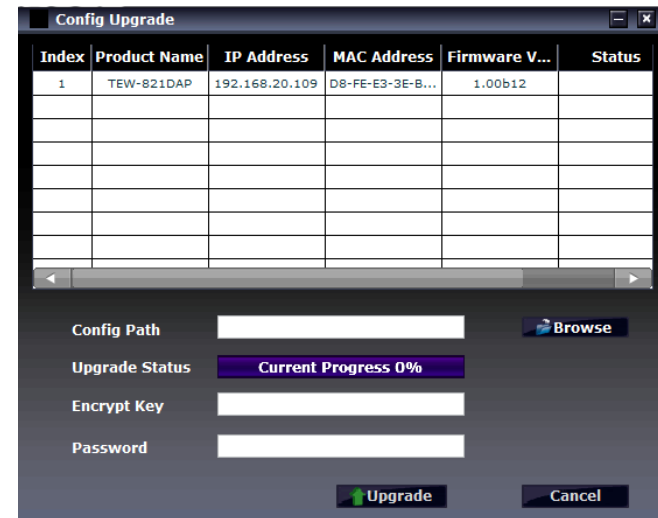 Config Upgrade
Index Product Name IP Address MAC Address Firmware V... Status
1 TEW-821DAP 192.168.20.109 D8-FE-E3-3E-B... 1.00b12
Config Path Browse
Upgrade Status Current Progress 0%
Encrypt Key
Password
Upgrade Cancel